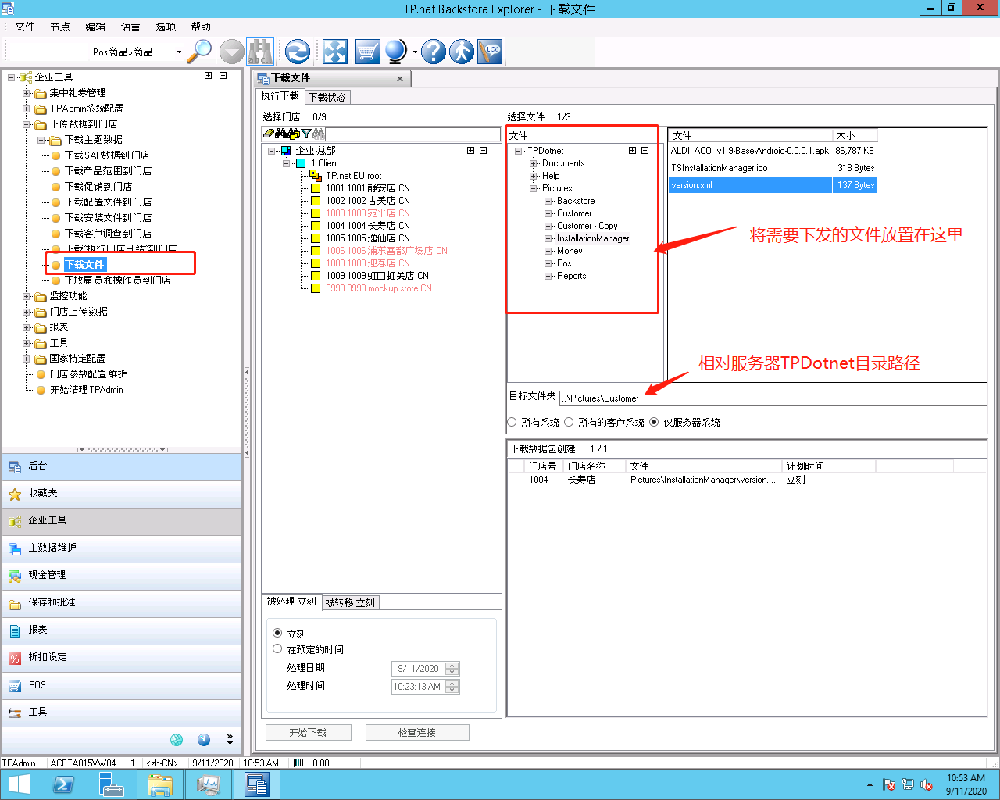 TP.net Backstore Explorer - 下载文件
文件 节点 编辑 语言 选项 帮助
Pos商品»商品
abc..
LOG
企业工具
集中礼券管理
TPAdmin系统配置
下传数据到门店
下载主题数据
下载SAP数据到门店
下载产品范围到门店
下载促销到门店
下载配置文件到门店
下载安装文件到门店
下载客户调查到门店
下载"执行门店日结"到门店
下载文件
下放雇员和操作员到门店
监控功能
门店上传数据
报表
工具
国家特定配置
门店参数配置 维护
开始清理 TPAdmin
后台
收藏夹
企业工具
主数据维护
现金管理
保存和批准
报表
折扣设定
POS
工具
下载文件
执行下载 下载状态
选择门店 0/9
企业-总部
1 Client
TP.net EU root
1001 1001 静安店 CN
1002 1002 古美店 CN
1003 1003 宛平店 CN
1004 1004 长寿店 CN
1005 1005 逸仙店 CN
1006 1006 浦东富都广场店 CN
1008 1008 迎春店 CN
1009 1009 虹口虹关店 CN
9999 9999 mockup store CN
被处理 立刻 被转移 立刻
立刻
在预定的时间
处理日期 9/11/2020
处理时间 10:23:13 AM
开始下载 检查连接
选择文件 1/3
文件
TPDotnet
Documents
Help
Pictures
Backstore
Customer
Customer - Copy
InstallationManager
Money
Pos
Reports
文件 大小
ALDI_ACO_v1.9-Base-Android-0.0.0.1.apk 86,787 KB
TSInstallationManager.ico 318 Bytes
version.xml 137 Bytes
将需要下发的文件放置在这里
相对服务器TPDotnet目录路径
目标文件夹 ..\Pictures\Customer
所有系统 所有的客户系统 仅服务器系统
下载数据包创建 1 / 1
门店号 门店名称 文件 计划时间
1004 长寿店 Pictures\InstallationManager\version.... 立刻
TPAdmin ACETA015VW04 1 <zh-CN> 9/11/2020 10:53 AM 0.00
10:53 AM
9/11/2020